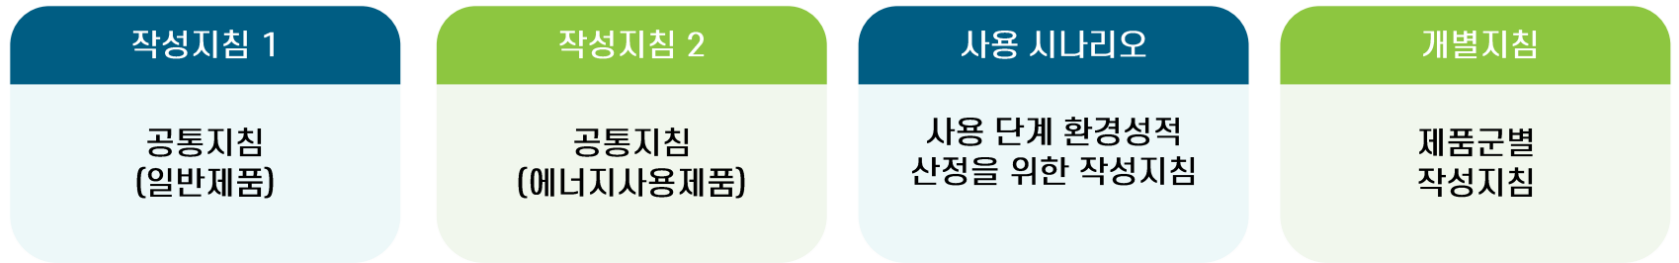 작성지침 1
공통지침
(일반제품)
작성지침 2
공통지침
(에너지사용제품)
사용 시나리오
사용 단계 환경성적
산정을 위한 작성지침
개별지침
제품군별
작성지침